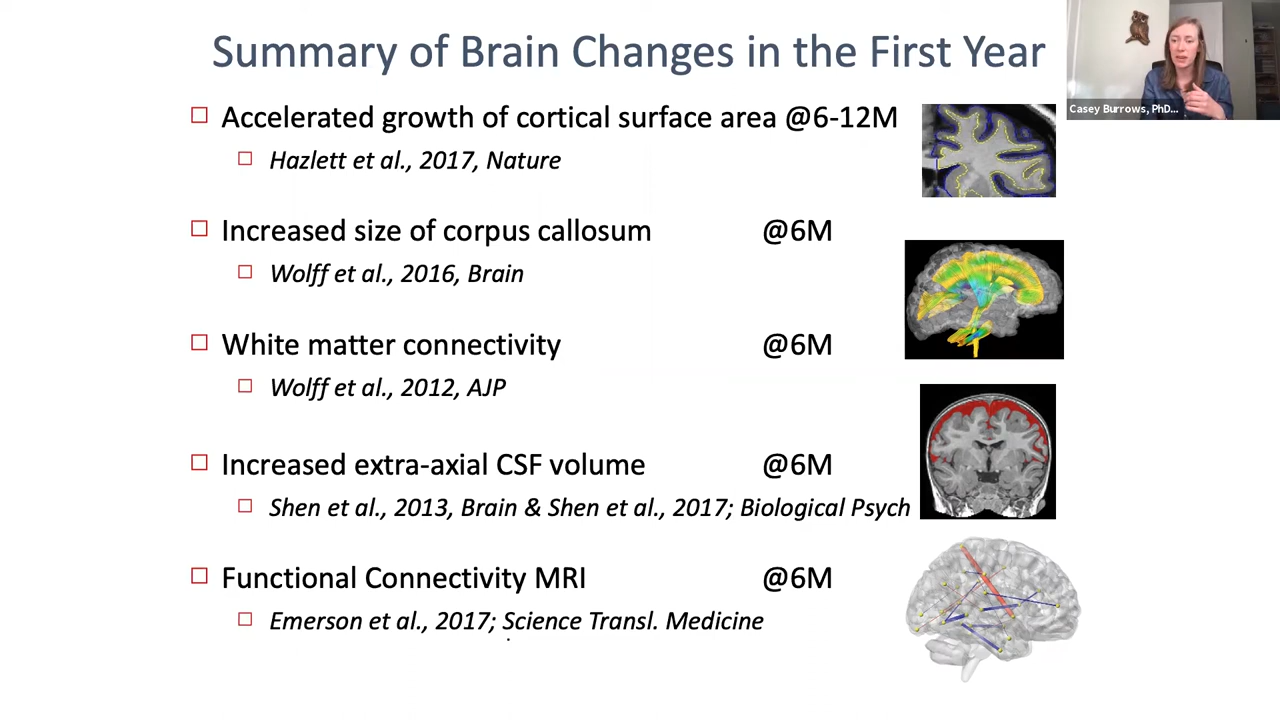 Summary of Brain Changes in the First Year
Accelerated growth of cortical surface area @6-12M
Hazlett et al., 2017, Nature
Increased size of corpus callosum @6M
Wolff et al., 2016, Brain
White matter connectivity @6M
Wolff et al., 2012, AJP
Increased extra-axial CSF volume @6M
Shen et al., 2013, Brain & Shen et al., 2017; Biological Psych
Functional Connectivity MRI @6M
Emerson et al., 2017; Science Transl. Medicine
Casey Burrows, PhD...